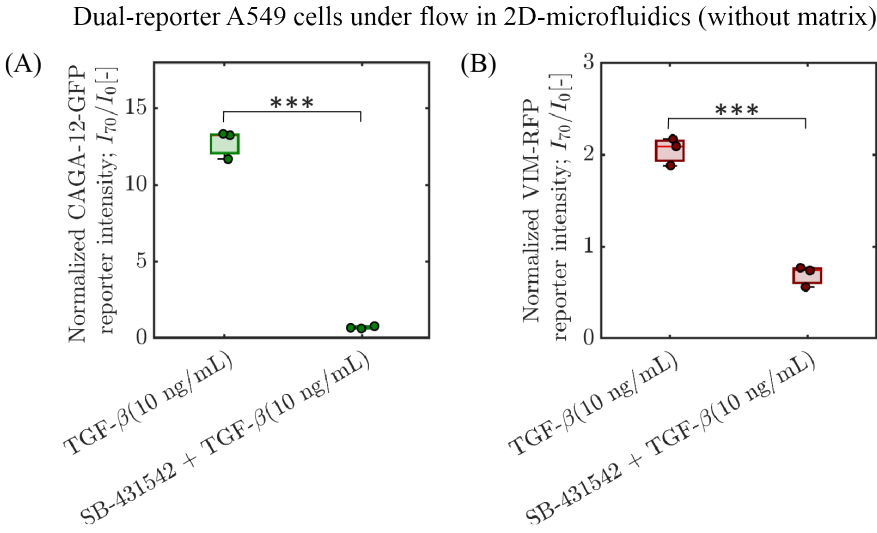 Dual-reporter A549 cells under flow in 2D-microfluidics (without matrix)
(A)
Normalized CAGA-12-GFP
reporter intensity; I₇₀/I₀[-]
15
10
5
0
***
TGF-β(10 ng/mL)
SB-431542 + TGF-β(10 ng/mL)
(B)
Normalized VIM-RFP
reporter intensity; I₇₀/I₀[-]
3
2
1
0
***
TGF-β(10 ng/mL)
SB-431542 + TGF-β(10 ng/mL)